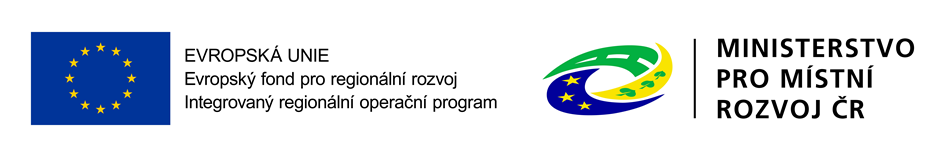 EVROPSKÁ UNIE
Evropský fond pro regionální rozvoj
Integrovaný regionální operační program
MINISTERSTVO
PRO MÍSTNÍ
ROZVOJ ČR